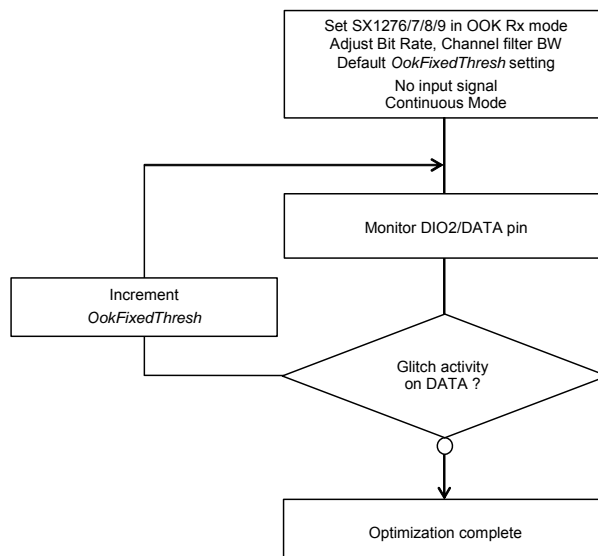 Set SX1276/7/8/9 in OOK Rx mode
Adjust Bit Rate, Channel filter BW
Default OokFixedThresh setting
No input signal
Continuous Mode
Monitor DIO2/DATA pin
Increment
OokFixedThresh
Glitch activity
on DATA ?
Optimization complete